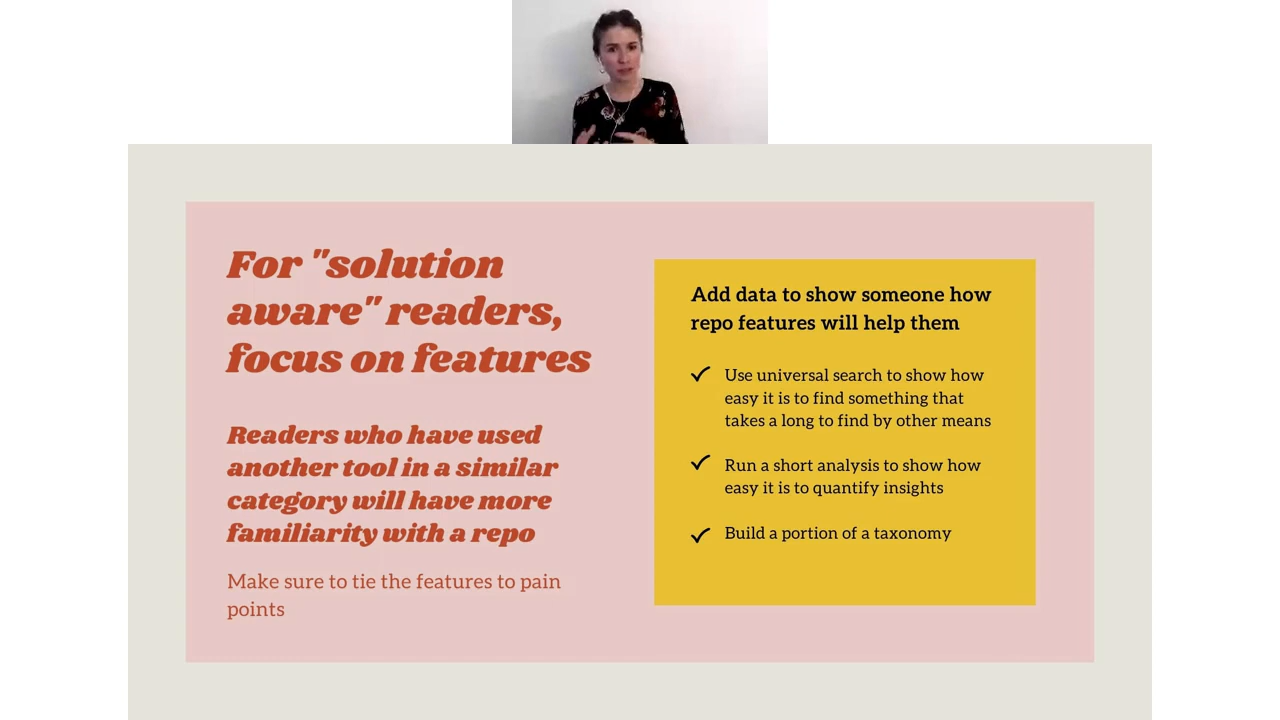 For "solution
aware" readers,
focus on features
Readers who have used
another tool in a similar
category will have more
familiarity with a repo
Make sure to tie the features to pain
points
Add data to show someone how
repo features will help them
Use universal search to show how
easy it is to find something that
takes a long to find by other means
Run a short analysis to show how
easy it is to quantify insights
Build a portion of a taxonomy